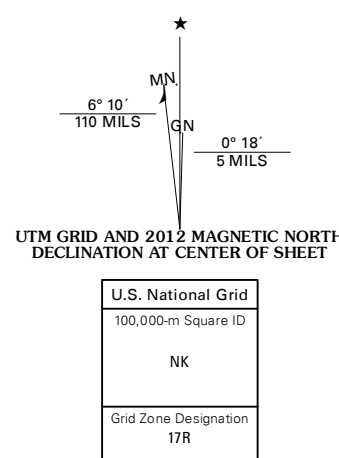 ★
MN.
6° 10´
110 MILS
GN
0° 18´
5 MILS
UTM GRID AND 2012 MAGNETIC NORTH
DECLINATION AT CENTER OF SHEET
U.S. National Grid
100,000-m Square ID
NK
Grid Zone Designation
17R